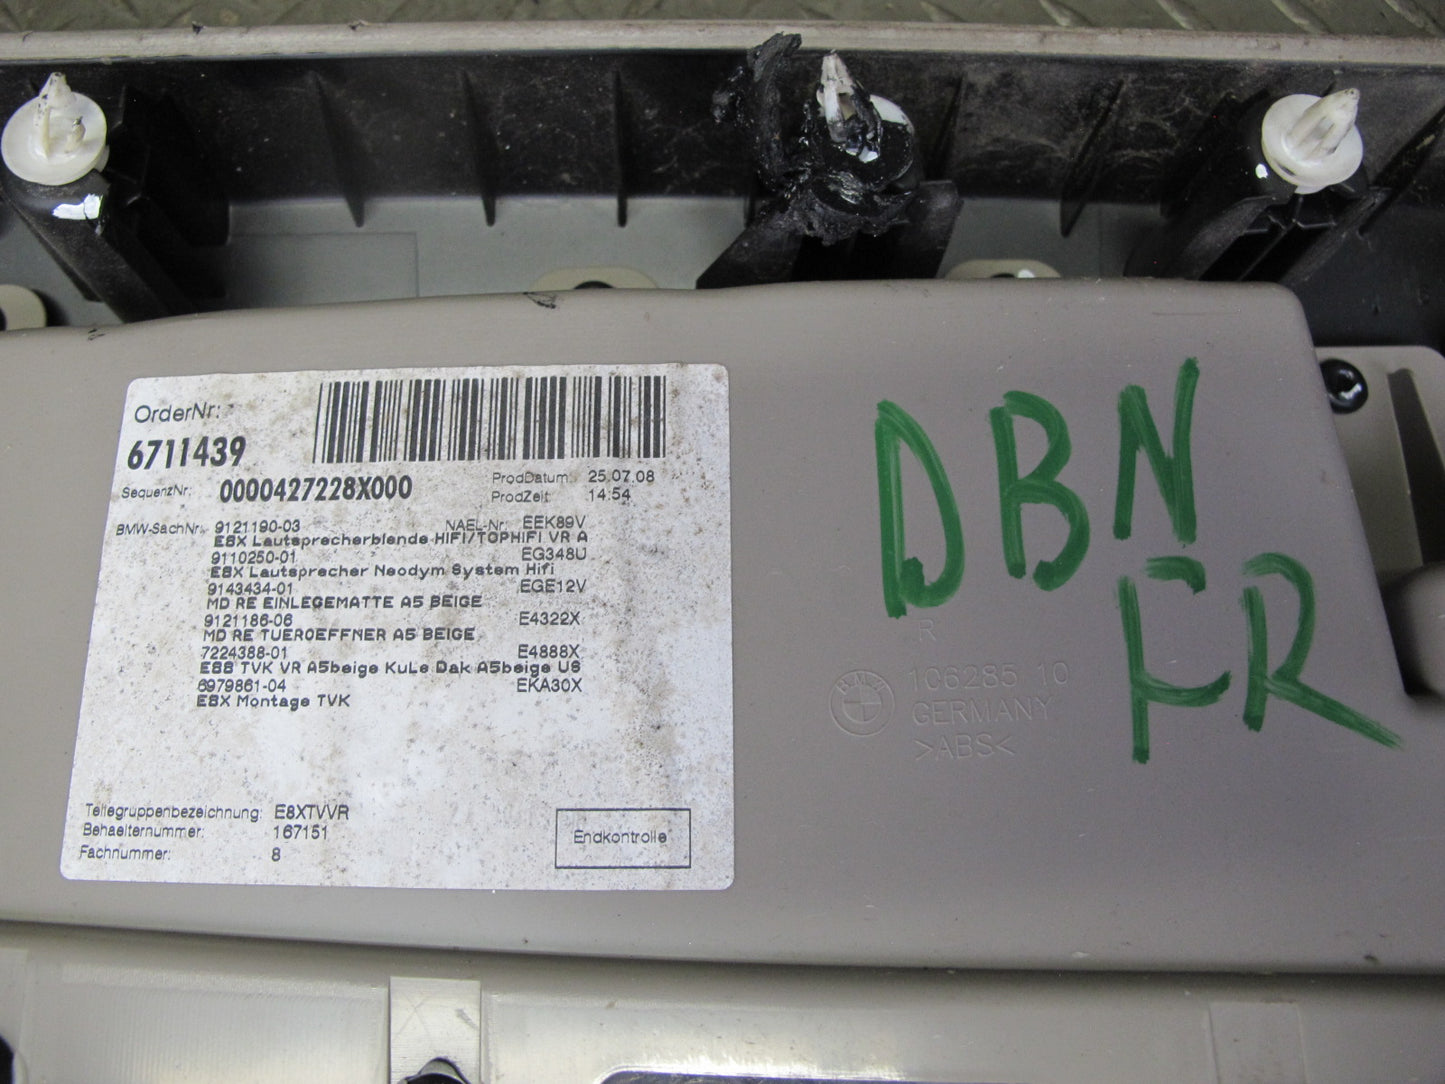 OrderNr:
6711439
SequenzNr: 0000427228X000
ProdDatum: 25.07.08
ProdZeit: 14:54
BMW-SachNr: 9121190-03 NAEL-Nr: EEK89V
E8X Lautsprecherblende HIFI/TOPHIFI VR A
9110250-01 EG348U
E8X Lautsprecher Neodym System Hifi
9143434-01 EGE12V
MD RE EINLEGEMATTE A5 BEIGE
9121186-06 E4322X
MD RE TUEROEFFNER A5 BEIGE
7224388-01 E4888X
E88 TVK VR A5beige KuLe Dak A5beige U6
6979861-04 EKA30X
E8X Montage TVK
Teilegruppenbezeichnung: E8XTVVR
Behaelternummer: 167151
Fachnummer: 8
Endkontrolle
DBN
FR
R
BMW
106285 10
GERMANY
>ABS<